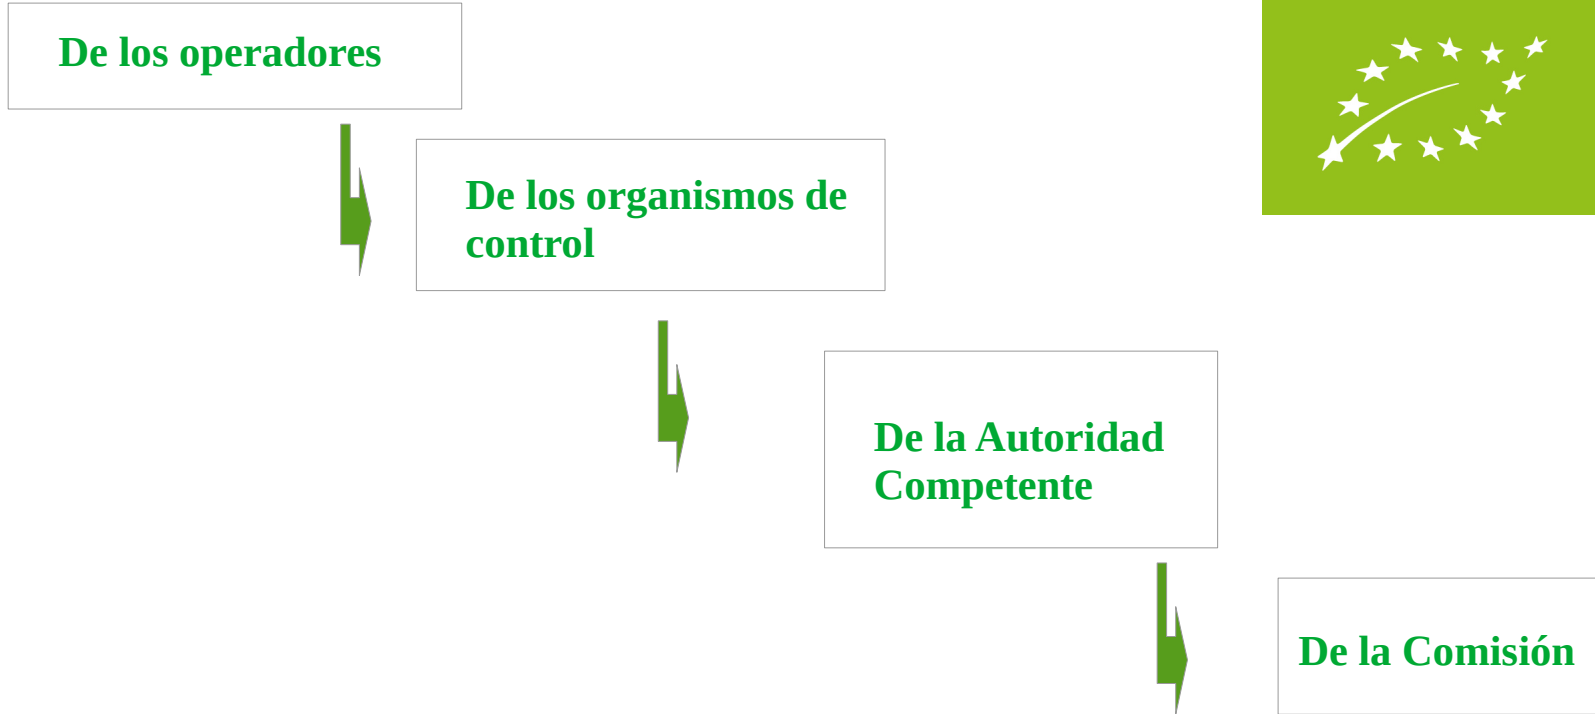 De los operadores
De los organismos de
control
De la Autoridad
Competente
De la Comisión